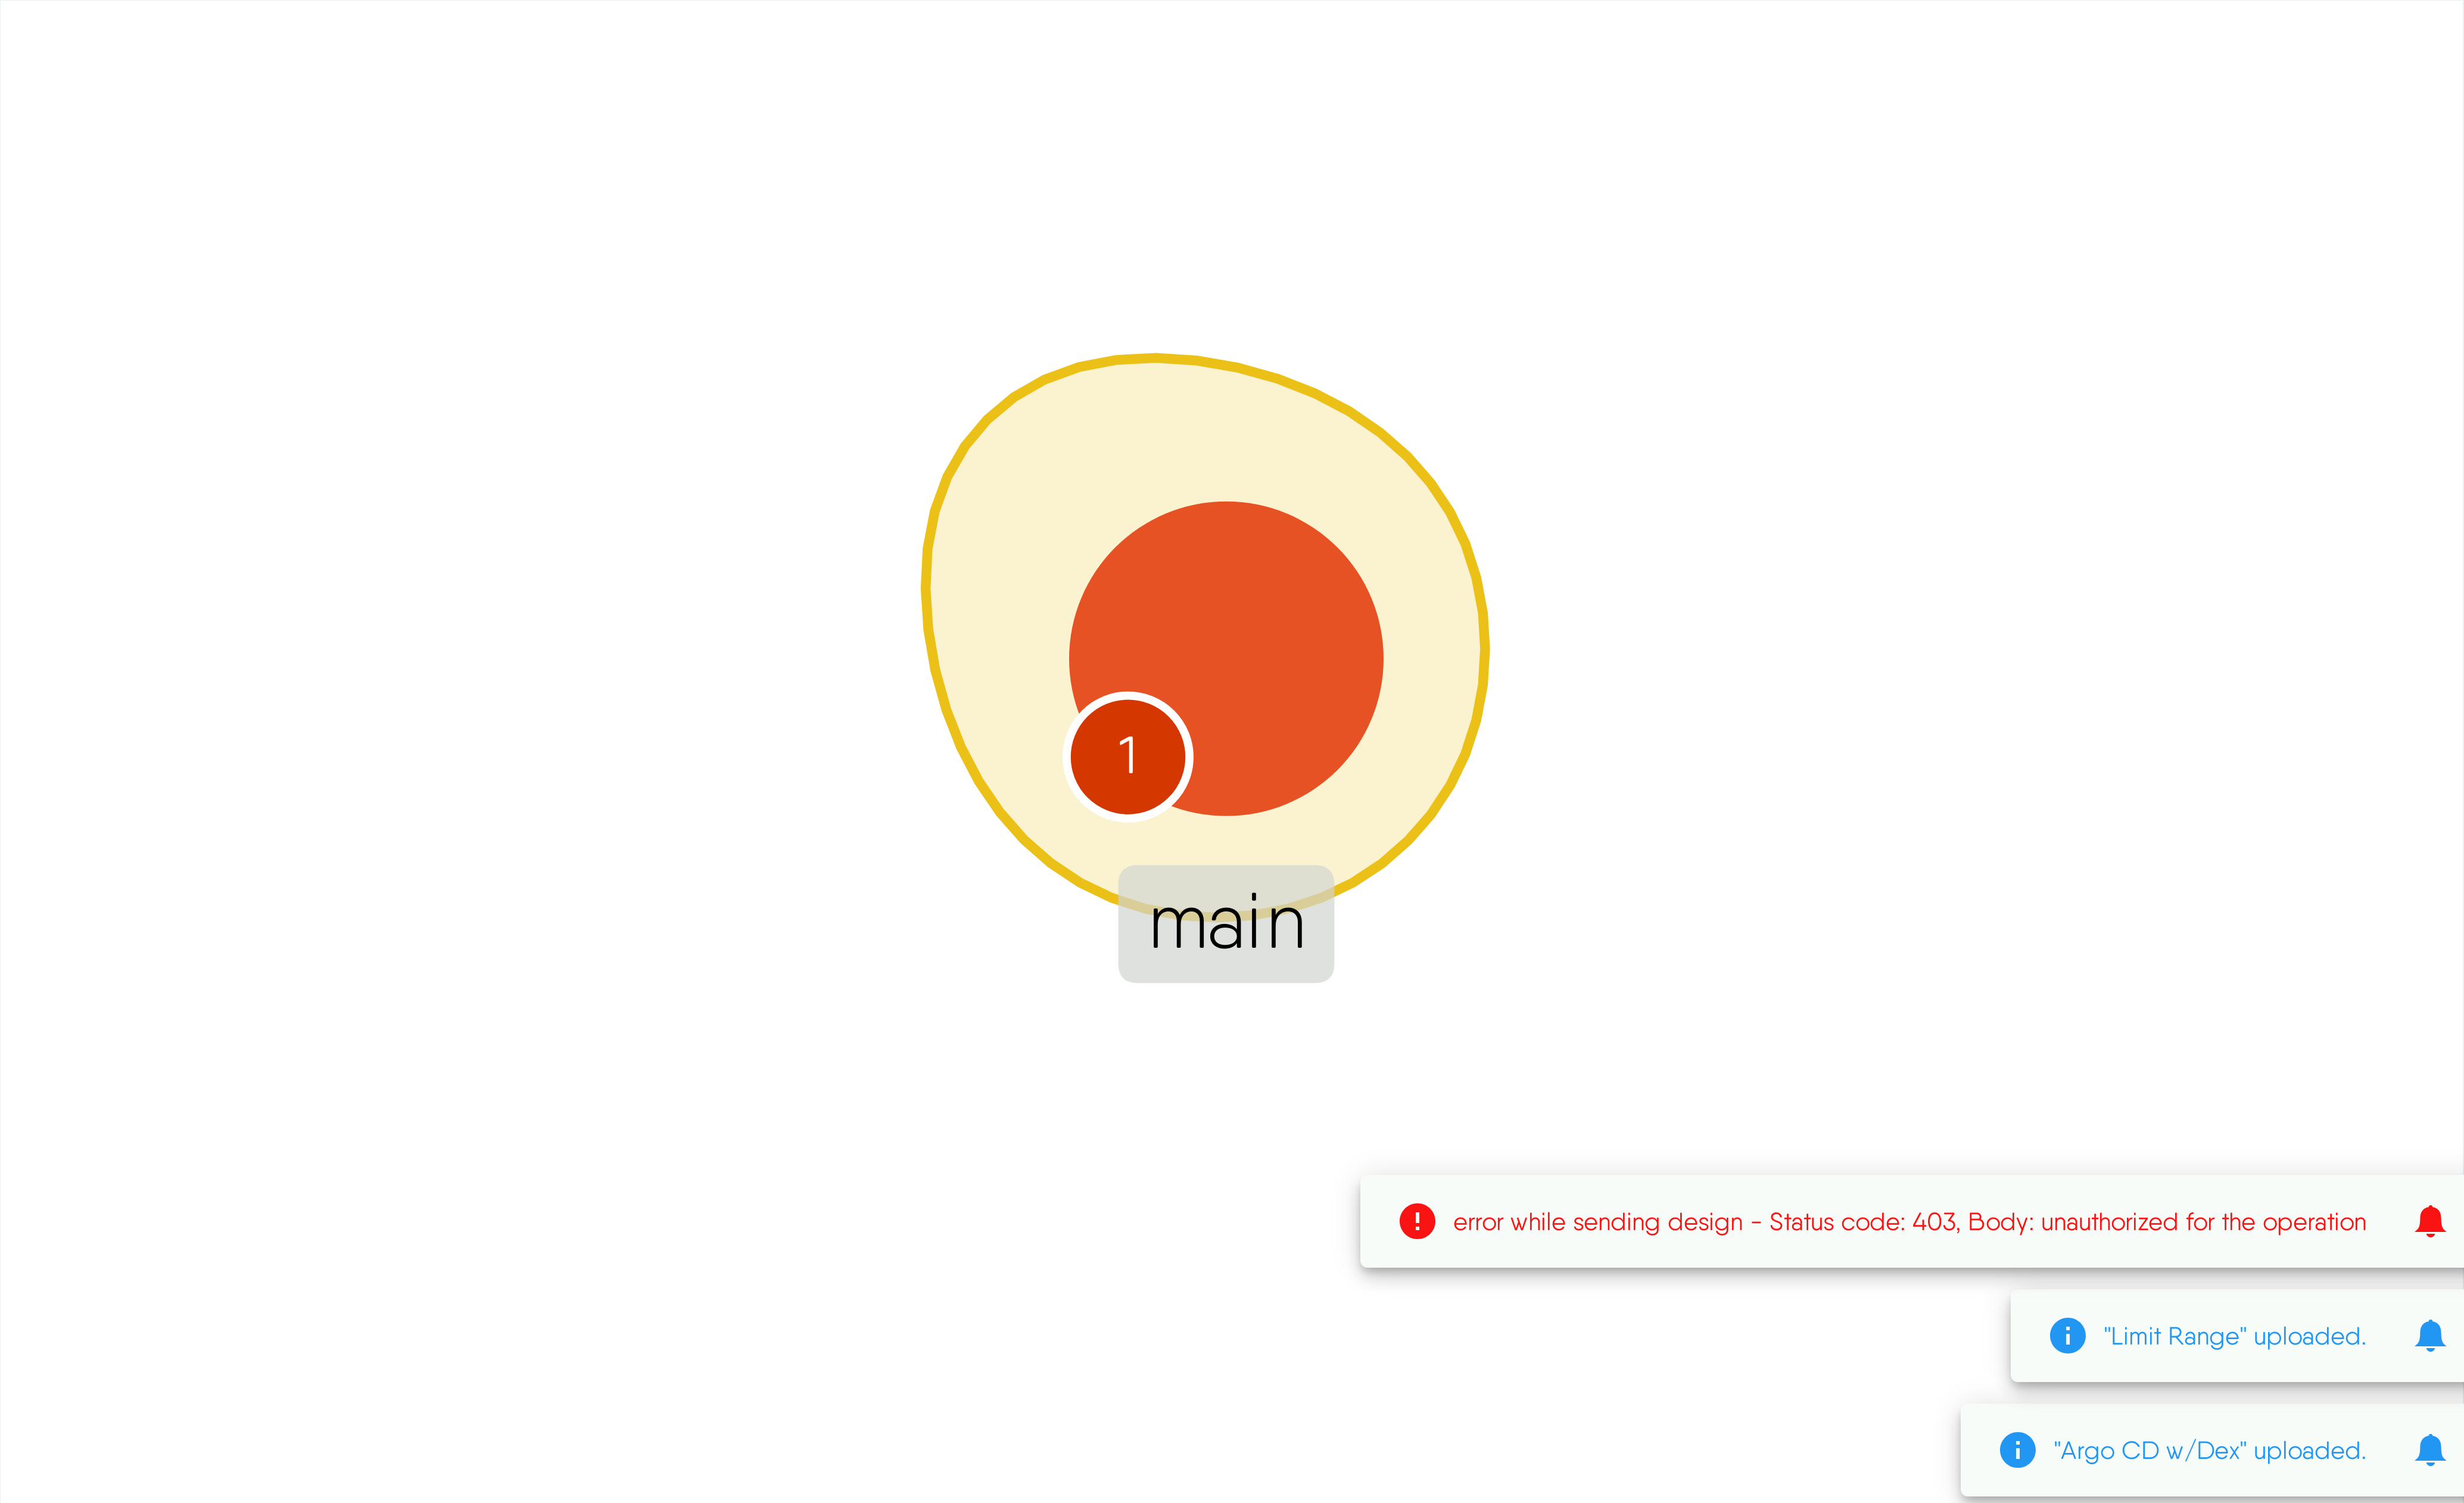 1
main
error while sending design - Status code: 403, Body: unauthorized for the operation
"Limit Range" uploaded.
"Argo CD w/Dex" uploaded.